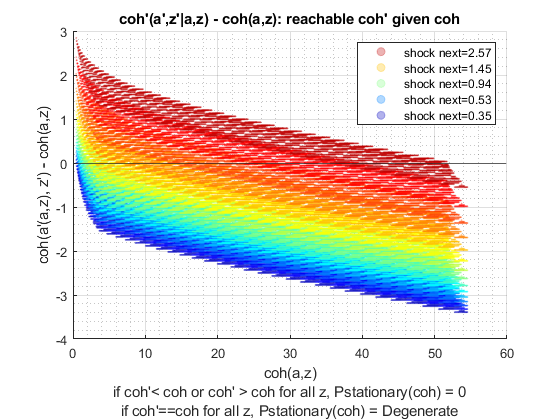 coh'(a',z'|a,z) - coh(a,z): reachable coh' given coh
3
2
1
0
-1
-2
-3
-4
coh(a'(a,z), z') - coh(a,z)
shock next=2.57
shock next=1.45
shock next=0.94
shock next=0.53
shock next=0.35
0 10 20 30 40 50 60
coh(a,z)
if coh'< coh or coh' > coh for all z, Pstationary(coh) = 0
if coh'==coh for all z, Pstationary(coh) = Degenerate